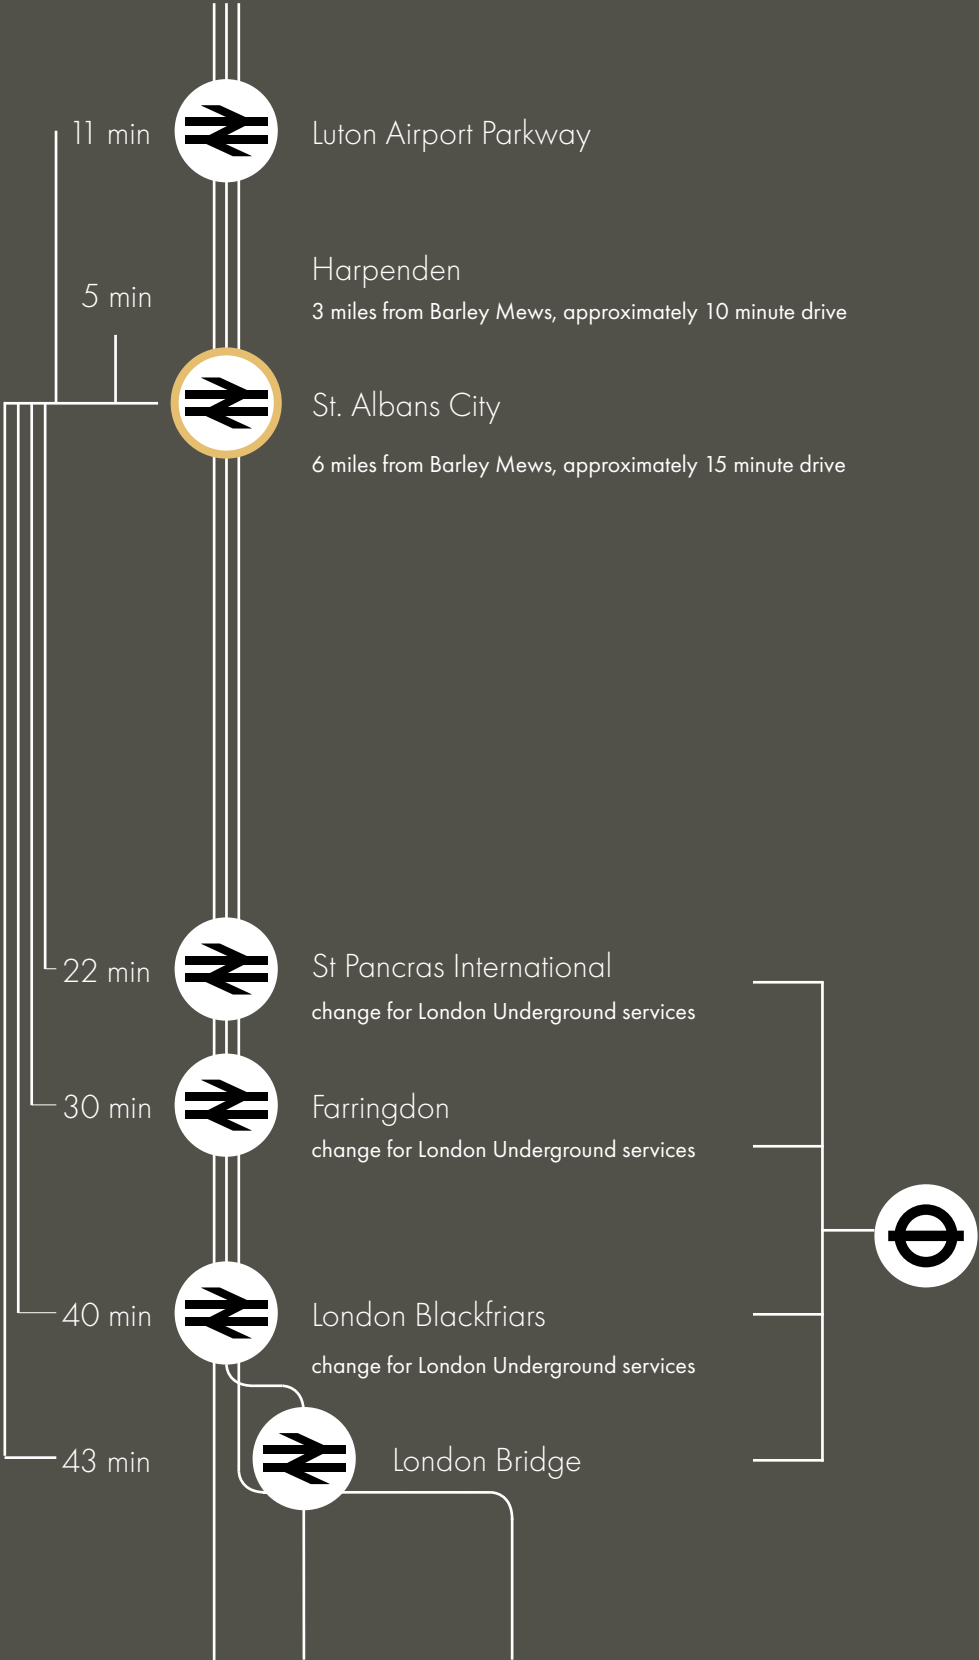 11 min
Luton Airport Parkway
Harpenden
5 min
3 miles from Barley Mews, approximately 10 minute drive
St. Albans City
6 miles from Barley Mews, approximately 15 minute drive
22 min
St Pancras International
change for London Underground services
30 min
Farringdon
change for London Underground services
40 min
London Blackfriars
change for London Underground services
43 min
London Bridge